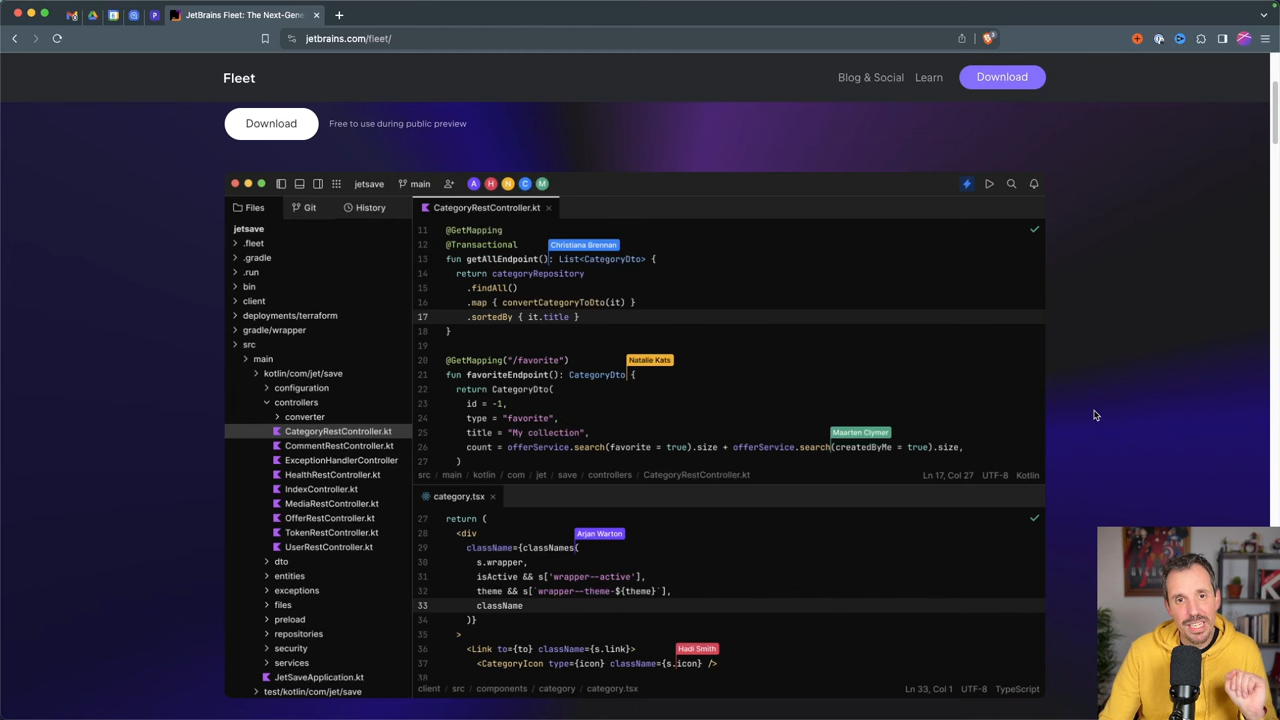 JetBrains Fleet: The Next-Gene
jetbrains.com/fleet/
Fleet
Blog & Social
Learn
Download
Download
Free to use during public preview
jetsave
main
A
H
N
C
M
Files
Git
History
jetsave
.fleet
.gradle
.run
bin
client
deployments/terraform
gradle/wrapper
src
main
kotlin/com/jet/save
configuration
controllers
converter
CategoryRestController.kt
CommentRestController.kt
ExceptionHandlerController
HealthRestController.kt
IndexController.kt
MediaRestController.kt
OfferRestController.kt
TokenRestController.kt
UserRestController.kt
dto
entities
exceptions
files
preload
repositories
security
services
JetSaveApplication.kt
test/kotlin/com/jet/save
CategoryRestController.kt
11 @GetMapping
12 @Transactional
Christiana Brennan
13 fun getAllEndpoint(): List<CategoryDto> {
14 return categoryRepository
15 .findAll()
16 .map { convertCategoryToDto(it) }
17 .sortedBy { it.title }
18 }
20 @GetMapping("/favorite")
Natalie Kats
21 fun favoriteEndpoint(): CategoryDto {
22 return CategoryDto(
23 id = -1,
24 type = "favorite",
25 title = "My collection",
Maarten Clymer
26 count = offerService.search(favorite = true).size + offerService.search(createdByMe = true).size,
27 )
src main kotlin com jet save controllers CategoryRestController.kt
Ln 17, Col 27 UTF-8 Kotlin
category.tsx
27 return (
28 <div
Arjan Warton
29 className={classNames(
30 s.wrapper,
31 isActive && s['wrapper--active'],
32 theme && s[`wrapper--theme-${theme}`],
33 className
34 )}
35 >
Hadi Smith
36 <Link to={to} className={s.link}>
37 <CategoryIcon type={icon} className={s.icon} />
38
client src components category category.tsx
Ln 33, Col 1 UTF-8 TypeScript